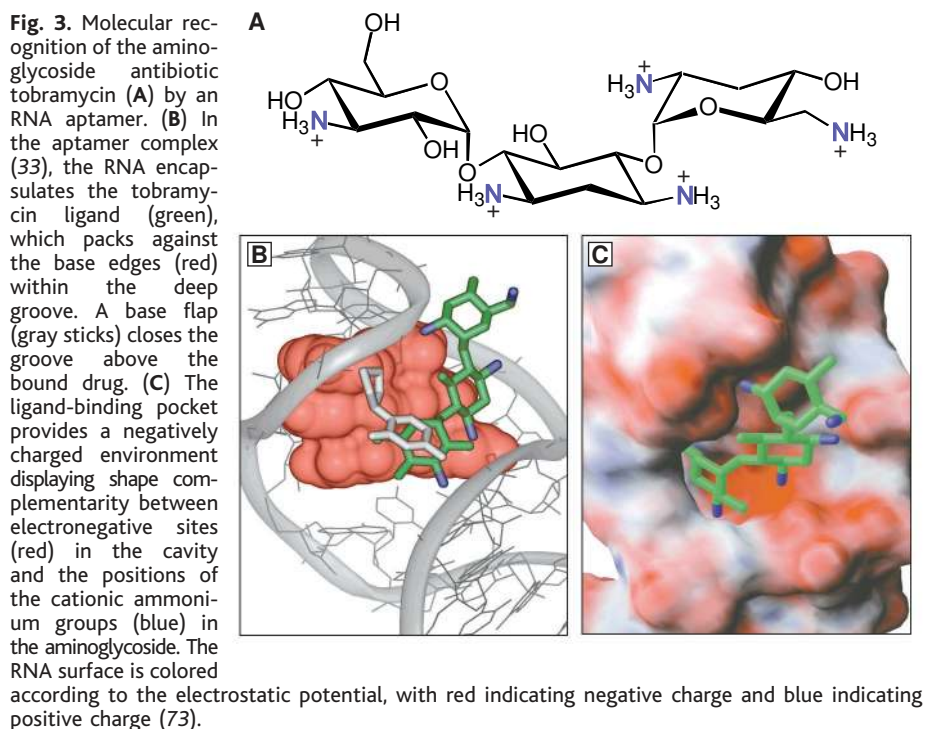 Fig. 3. Molecular rec-
ognition of the amino-
glycoside antibiotic
tobramycin (A) by an
RNA aptamer. (B) In
the aptamer complex
(33), the RNA encap-
sulates the tobramy-
cin ligand (green),
which packs against
the base edges (red)
within the deep
groove. A base flap
(gray sticks) closes the
groove above the
bound drug. (C) The
ligand-binding pocket
provides a negatively
charged environment
displaying shape com-
plementarity between
electronegative sites
(red) in the cavity
and the positions of
the cationic ammoni-
um groups (blue) in
the aminoglycoside. The
RNA surface is colored
according to the electrostatic potential, with red indicating negative charge and blue indicating
positive charge (73).
A
OH
O
HO
H3N
+
OH
O
HO
H3N
+
NH3
+
O
H3N
+
O
OH
NH3
+
B
C